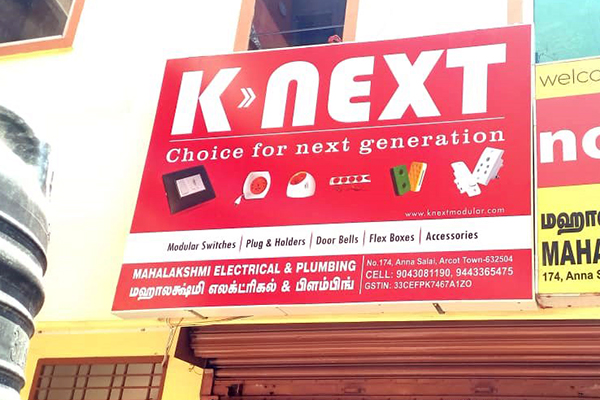 K»NEXT
Choice for next generation
www.knextmodular.com
Modular Switches | Plug & Holders | Door Bells | Flex Boxes | Accessories
MAHALAKSHMI ELECTRICAL & PLUMBING
மஹாலக்ஷ்மி எலக்ட்ரிகல் & பிளம்பிங்
No.174, Anna Salai, Arcot Town-632504
CELL: 9043081190, 9443365475
GSTIN: 33CEFPK7467A1ZO
welco
no
மஹால
MAHA
174, Anna S